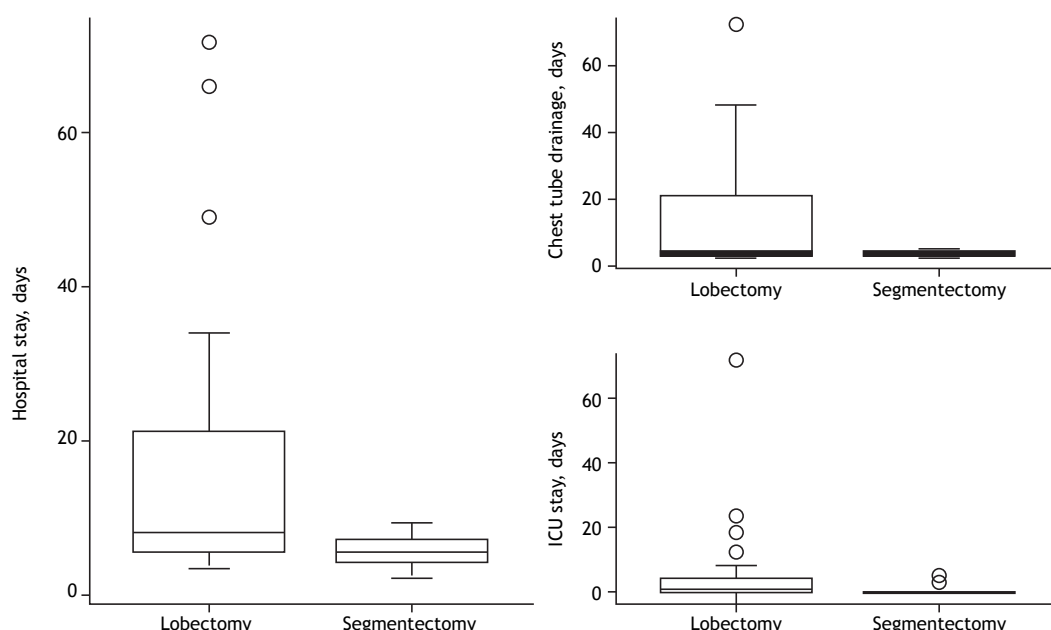 Hospital stay, days
60
40
20
0
Lobectomy
Segmentectomy
Chest tube drainage, days
60
40
20
0
Lobectomy
Segmentectomy
ICU stay, days
60
40
20
0
Lobectomy
Segmentectomy